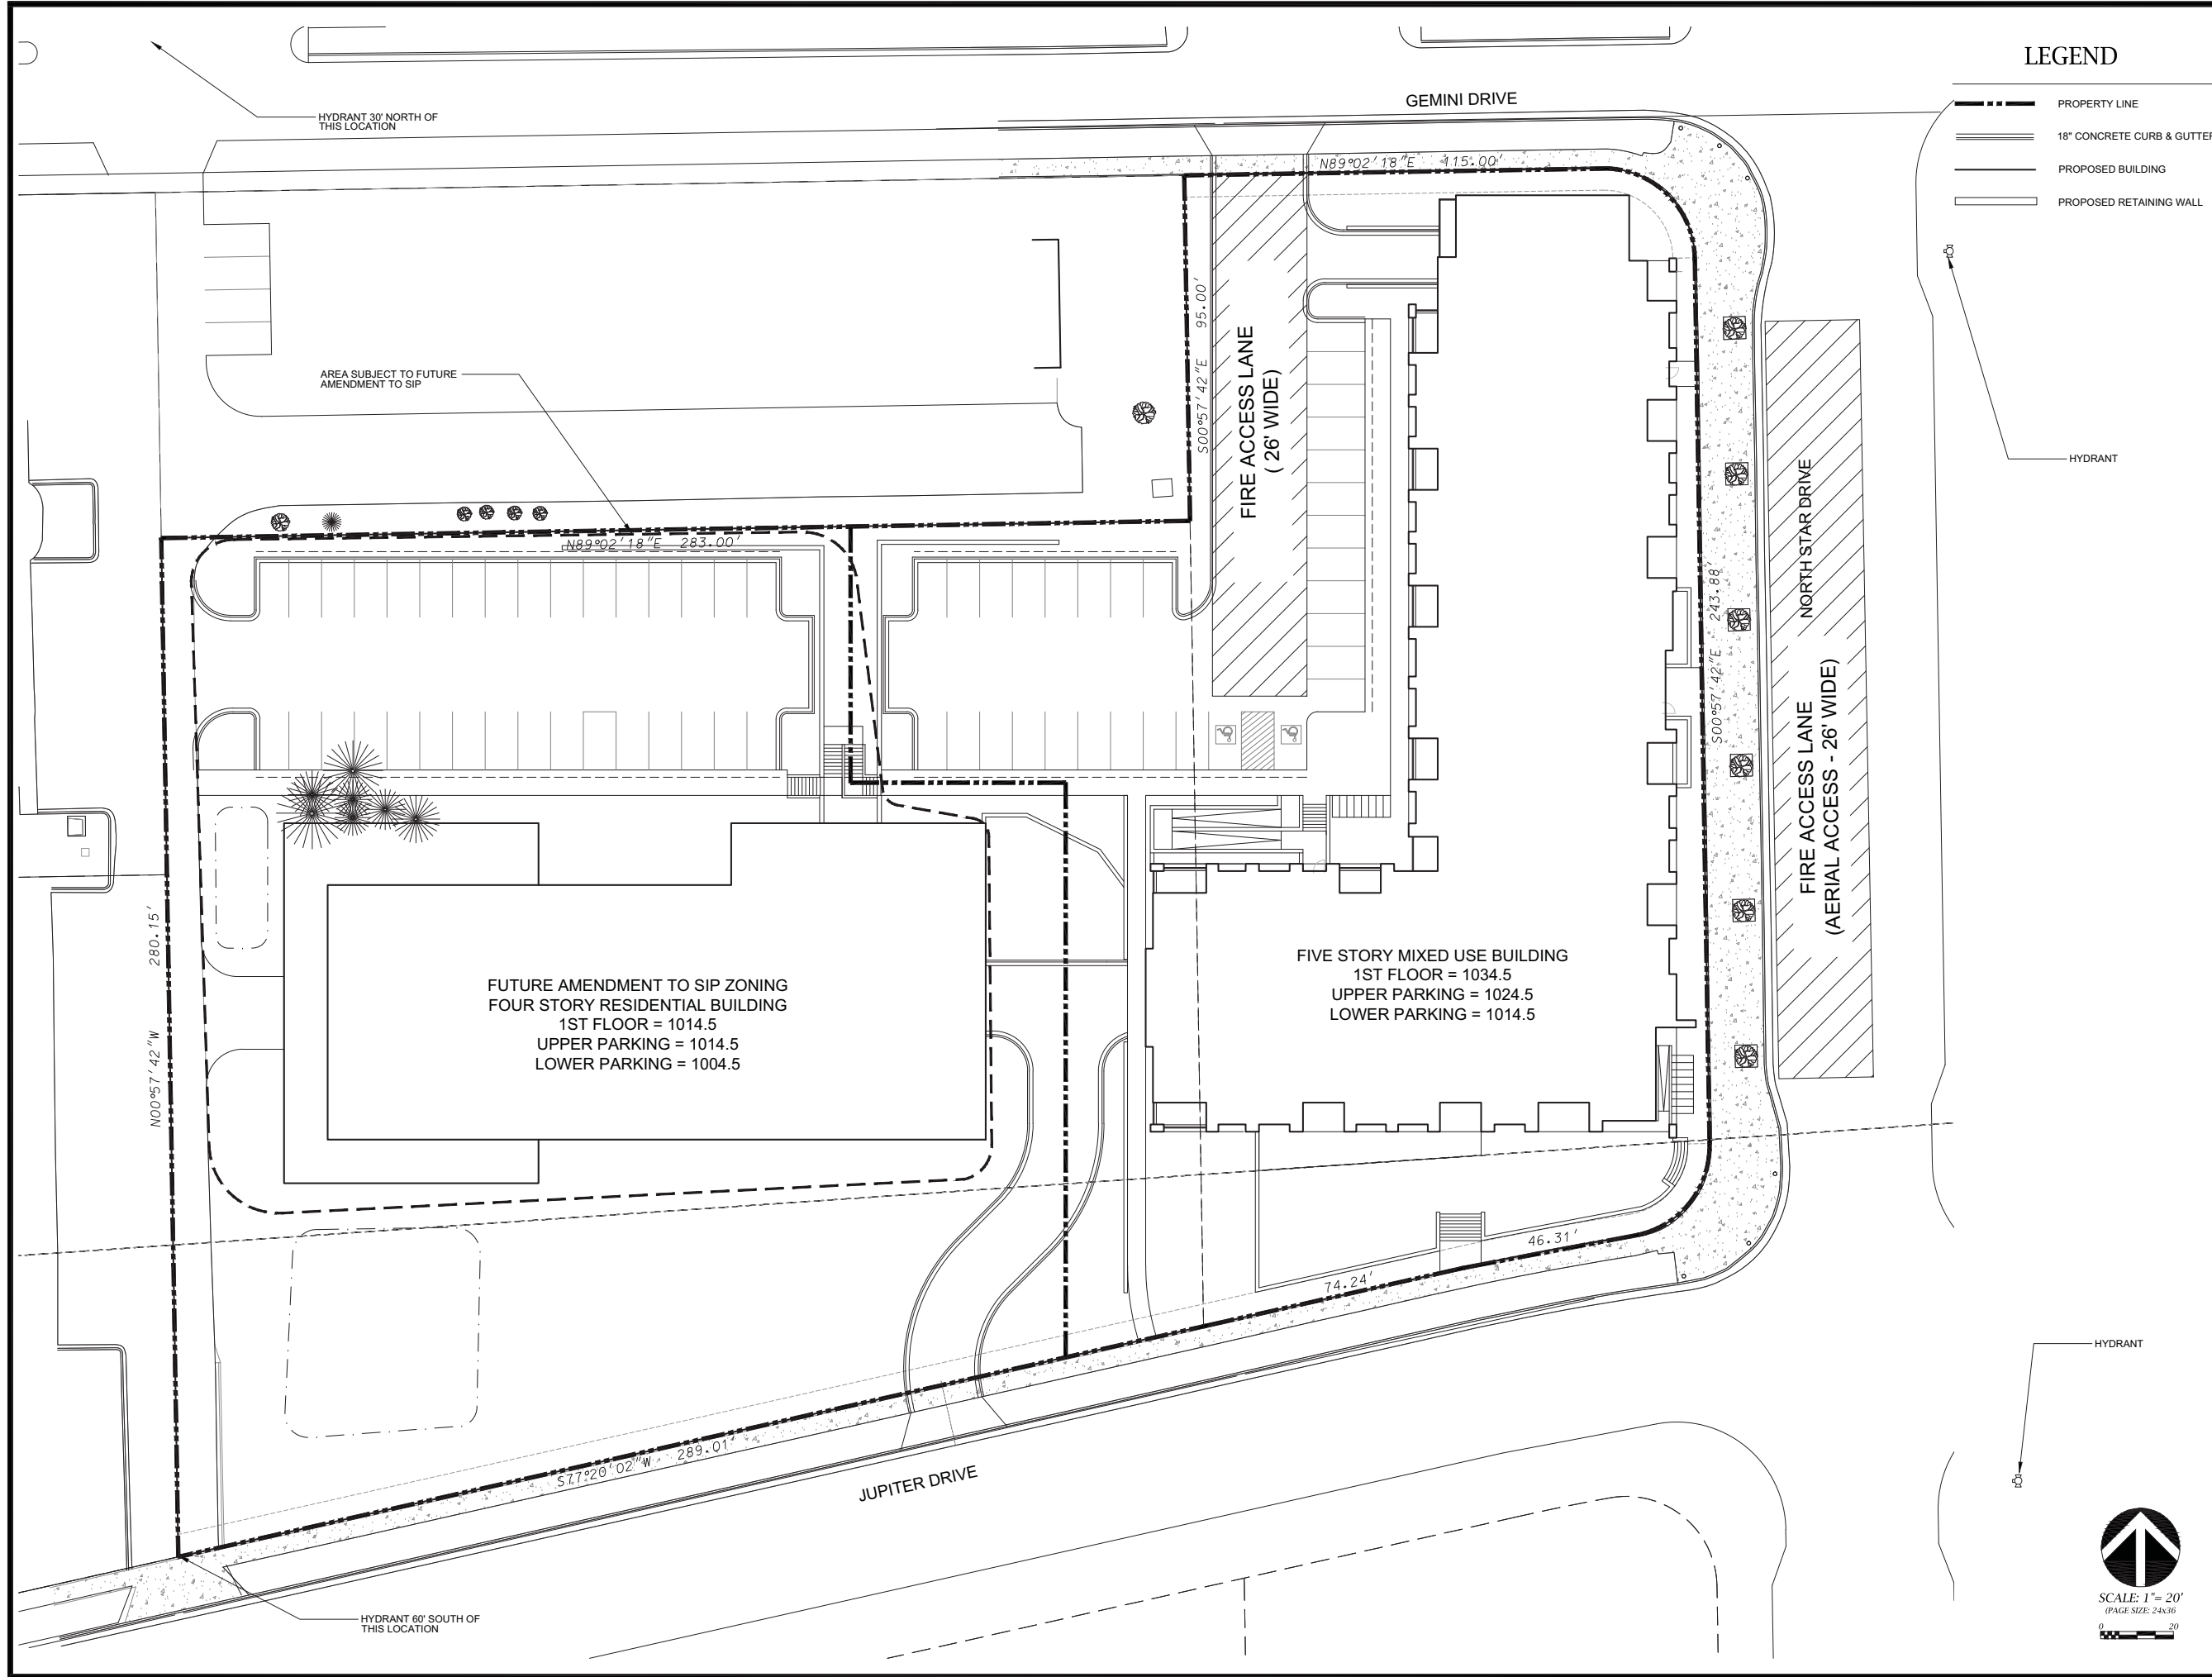 LEGEND
PROPERTY LINE
18" CONCRETE CURB & GUTTER
PROPOSED BUILDING
PROPOSED RETAINING WALL
GEMINI DRIVE
HYDRANT 30' NORTH OF
THIS LOCATION
N89°02'18"E 115.00'
AREA SUBJECT TO FUTURE
AMENDMENT TO SIP
S00°57'42"E 95.00'
FIRE ACCESS LANE
( 26' WIDE)
HYDRANT
NORTH STAR DRIVE
N89°02'18"E 283.00'
S00°57'42"E 243.88'
FIRE ACCESS LANE
(AERIAL ACCESS - 26' WIDE)
N00°57'42"W 280.15'
FUTURE AMENDMENT TO SIP ZONING
FOUR STORY RESIDENTIAL BUILDING
1ST FLOOR = 1014.5
UPPER PARKING = 1014.5
LOWER PARKING = 1004.5
FIVE STORY MIXED USE BUILDING
1ST FLOOR = 1034.5
UPPER PARKING = 1024.5
LOWER PARKING = 1014.5
46.31'
74.24'
HYDRANT
S77°20'02"W 289.01'
JUPITER DRIVE
HYDRANT 60' SOUTH OF
THIS LOCATION
SCALE: 1"= 20'
(PAGE SIZE: 24x36
0 20